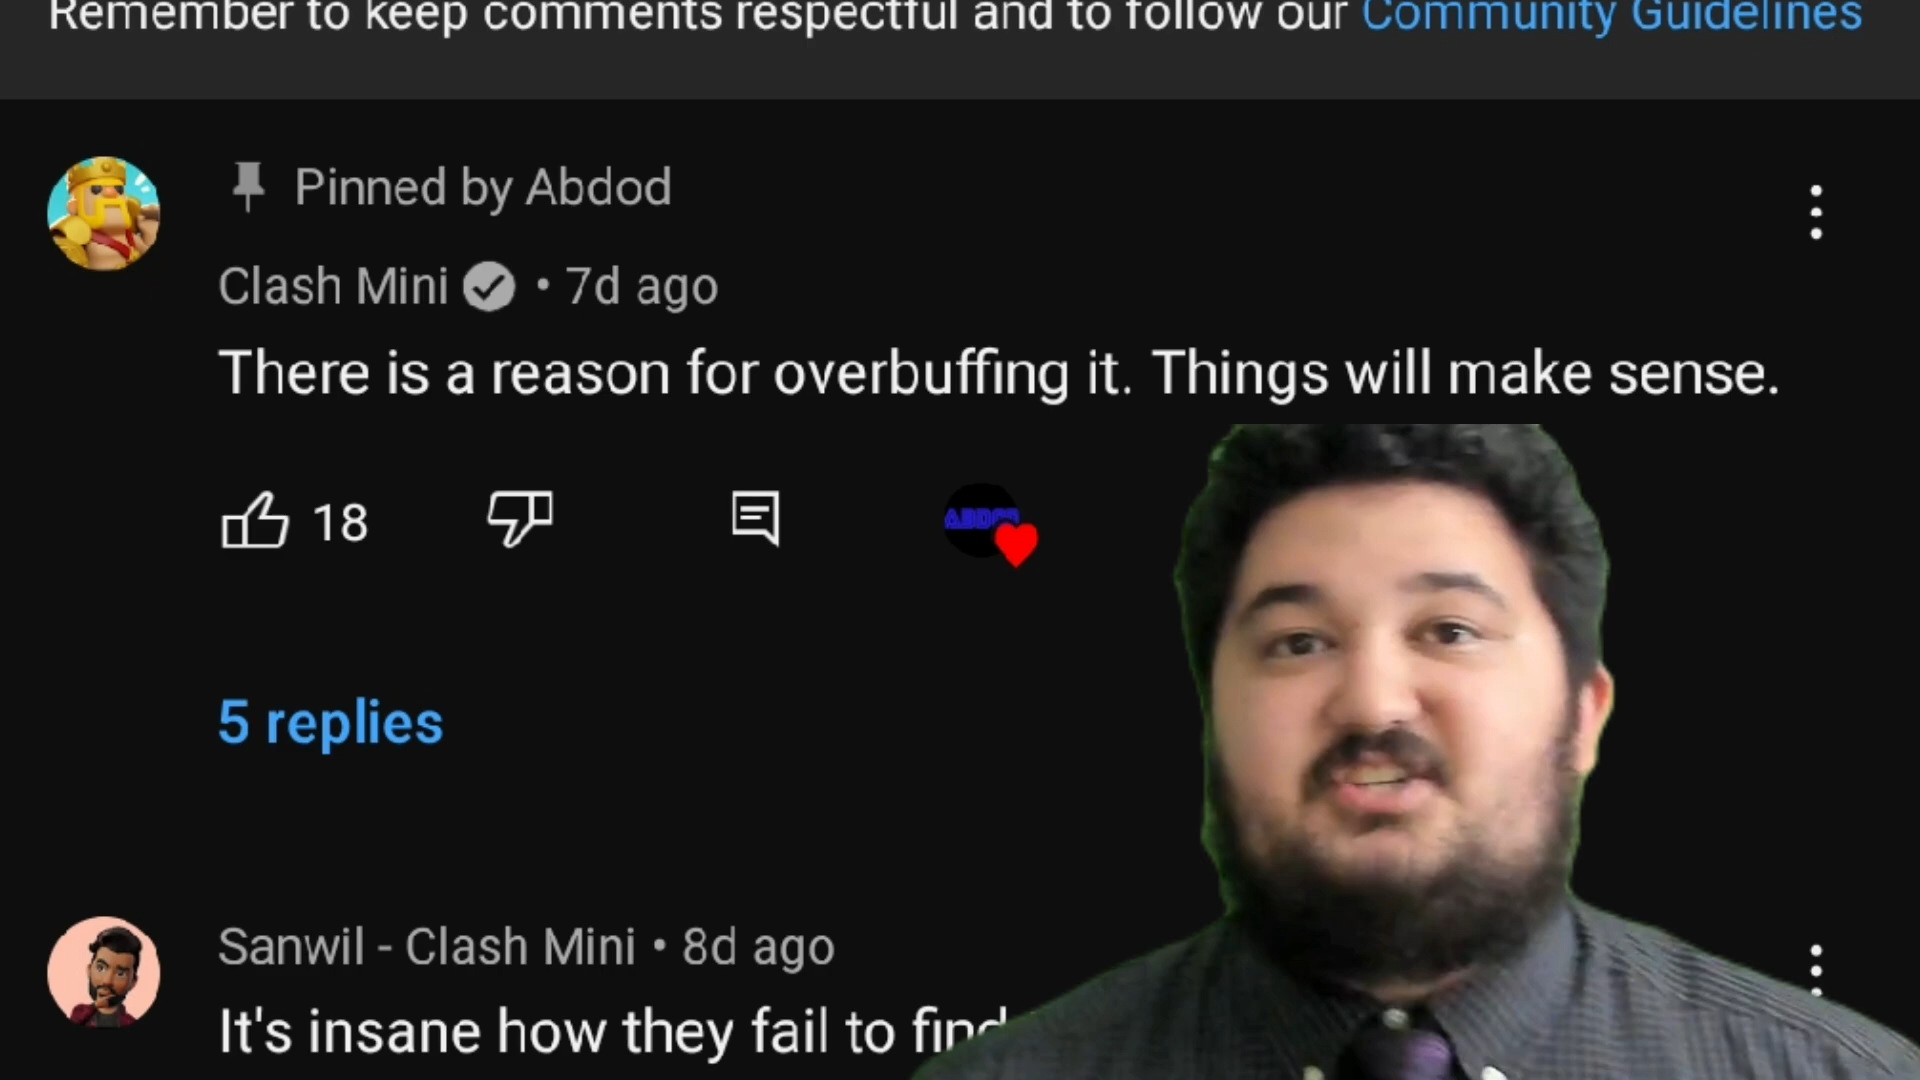 Remember to keep comments respectful and to follow our Community Guidelines
Pinned by Abdod
Clash Mini • 7d ago
There is a reason for overbuffing it. Things will make sense.
18
ABDOD
5 replies
Sanwil - Clash Mini • 8d ago
It's insane how they fail to find